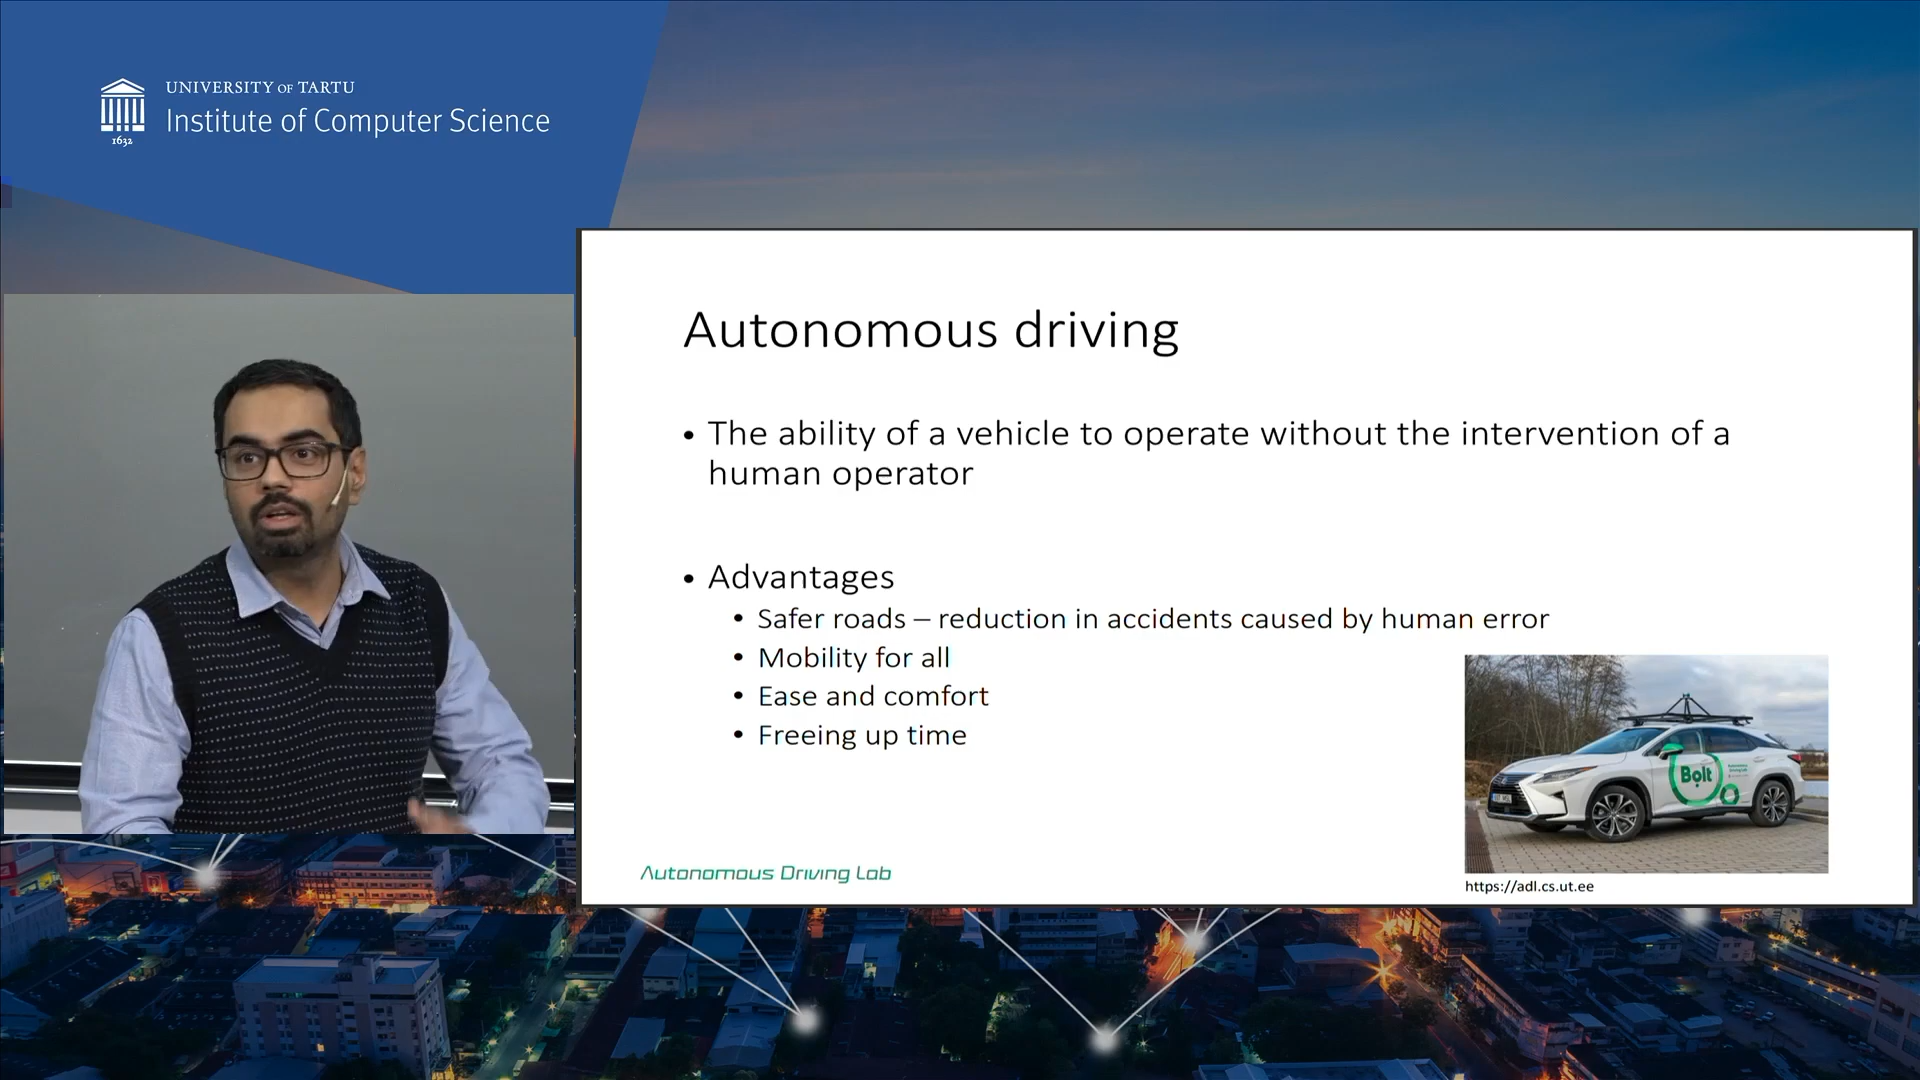 UNIVERSITY OF TARTU
Institute of Computer Science
1632
Autonomous driving
• The ability of a vehicle to operate without the intervention of a
human operator
• Advantages
• Safer roads – reduction in accidents caused by human error
• Mobility for all
• Ease and comfort
• Freeing up time
Bolt
Autonomous Driving Lab
https://adl.cs.ut.ee